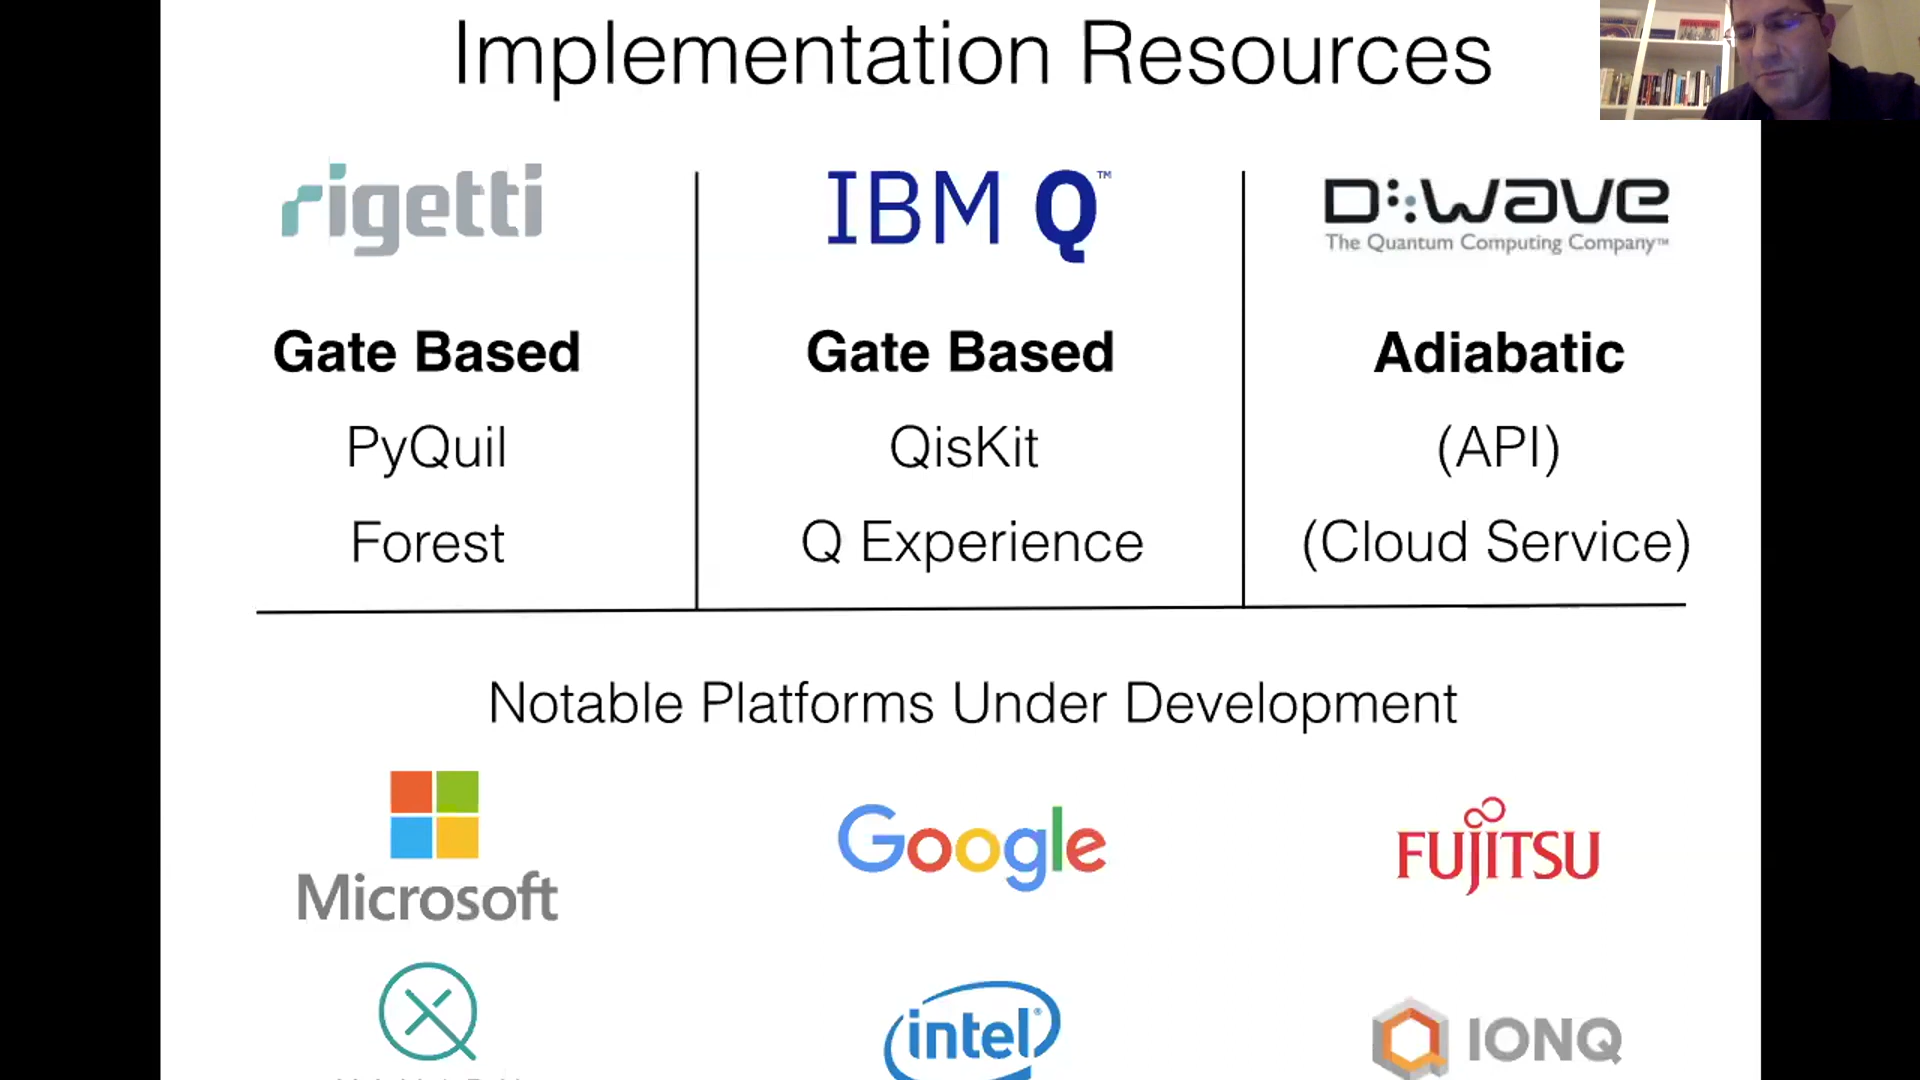 Implementation Resources
rigetti
IBM Q™
D:Wave
The Quantum Computing Company™
Gate Based
Gate Based
Adiabatic
PyQuil
QisKit
(API)
Forest
Q Experience
(Cloud Service)
Notable Platforms Under Development
Microsoft
Google
FUJITSU
intel®
IONQ